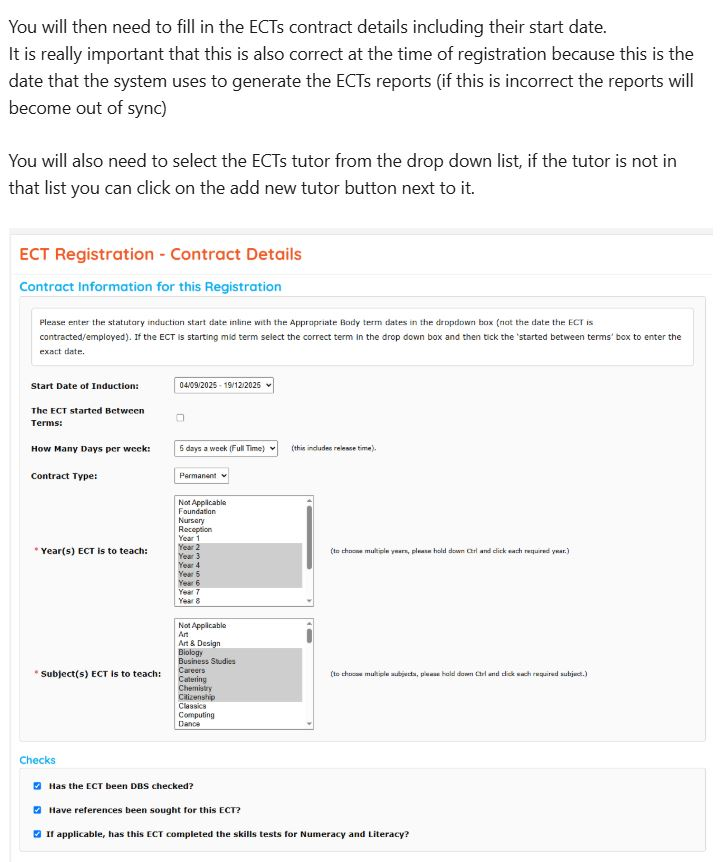 You will then need to fill in the ECTs contract details including their start date.
It is really important that this is also correct at the time of registration because this is the
date that the system uses to generate the ECTs reports (if this is incorrect the reports will
become out of sync)
You will also need to select the ECTs tutor from the drop down list, if the tutor is not in
that list you can click on the add new tutor button next to it.
ECT Registration - Contract Details
Contract Information for this Registration
Please enter the statutory induction start date inline with the Appropriate Body term dates in the dropdown box (not the date the ECT is
contracted/employed). If the ECT is starting mid term select the correct term in the drop down box and then tick the 'started between terms' box to enter the
exact date.
Start Date of Induction: 04/09/2025 - 19/12/2025
The ECT started Between
Terms:
How Many Days per week: 5 days a week (Full Time) (this includes release time).
Contract Type: Permanent
Not Applicable
Foundation
Nursery
Reception
Year 1
Year 2
* Year(s) ECT is to teach: (to choose multiple years, please hold down Ctrl and click each required year.)
Year 3
Year 4
Year 5
Year 6
Year 7
Year 8
Not Applicable
Art
Art & Design
Biology
Business Studies
Careers
* Subject(s) ECT is to teach: (to choose multiple subjects, please hold down Ctrl and click each required subject.)
Catering
Chemistry
Citizenship
Classics
Computing
Dance
Checks
Has the ECT been DBS checked?
Have references been sought for this ECT?
If applicable, has this ECT completed the skills tests for Numeracy and Literacy?